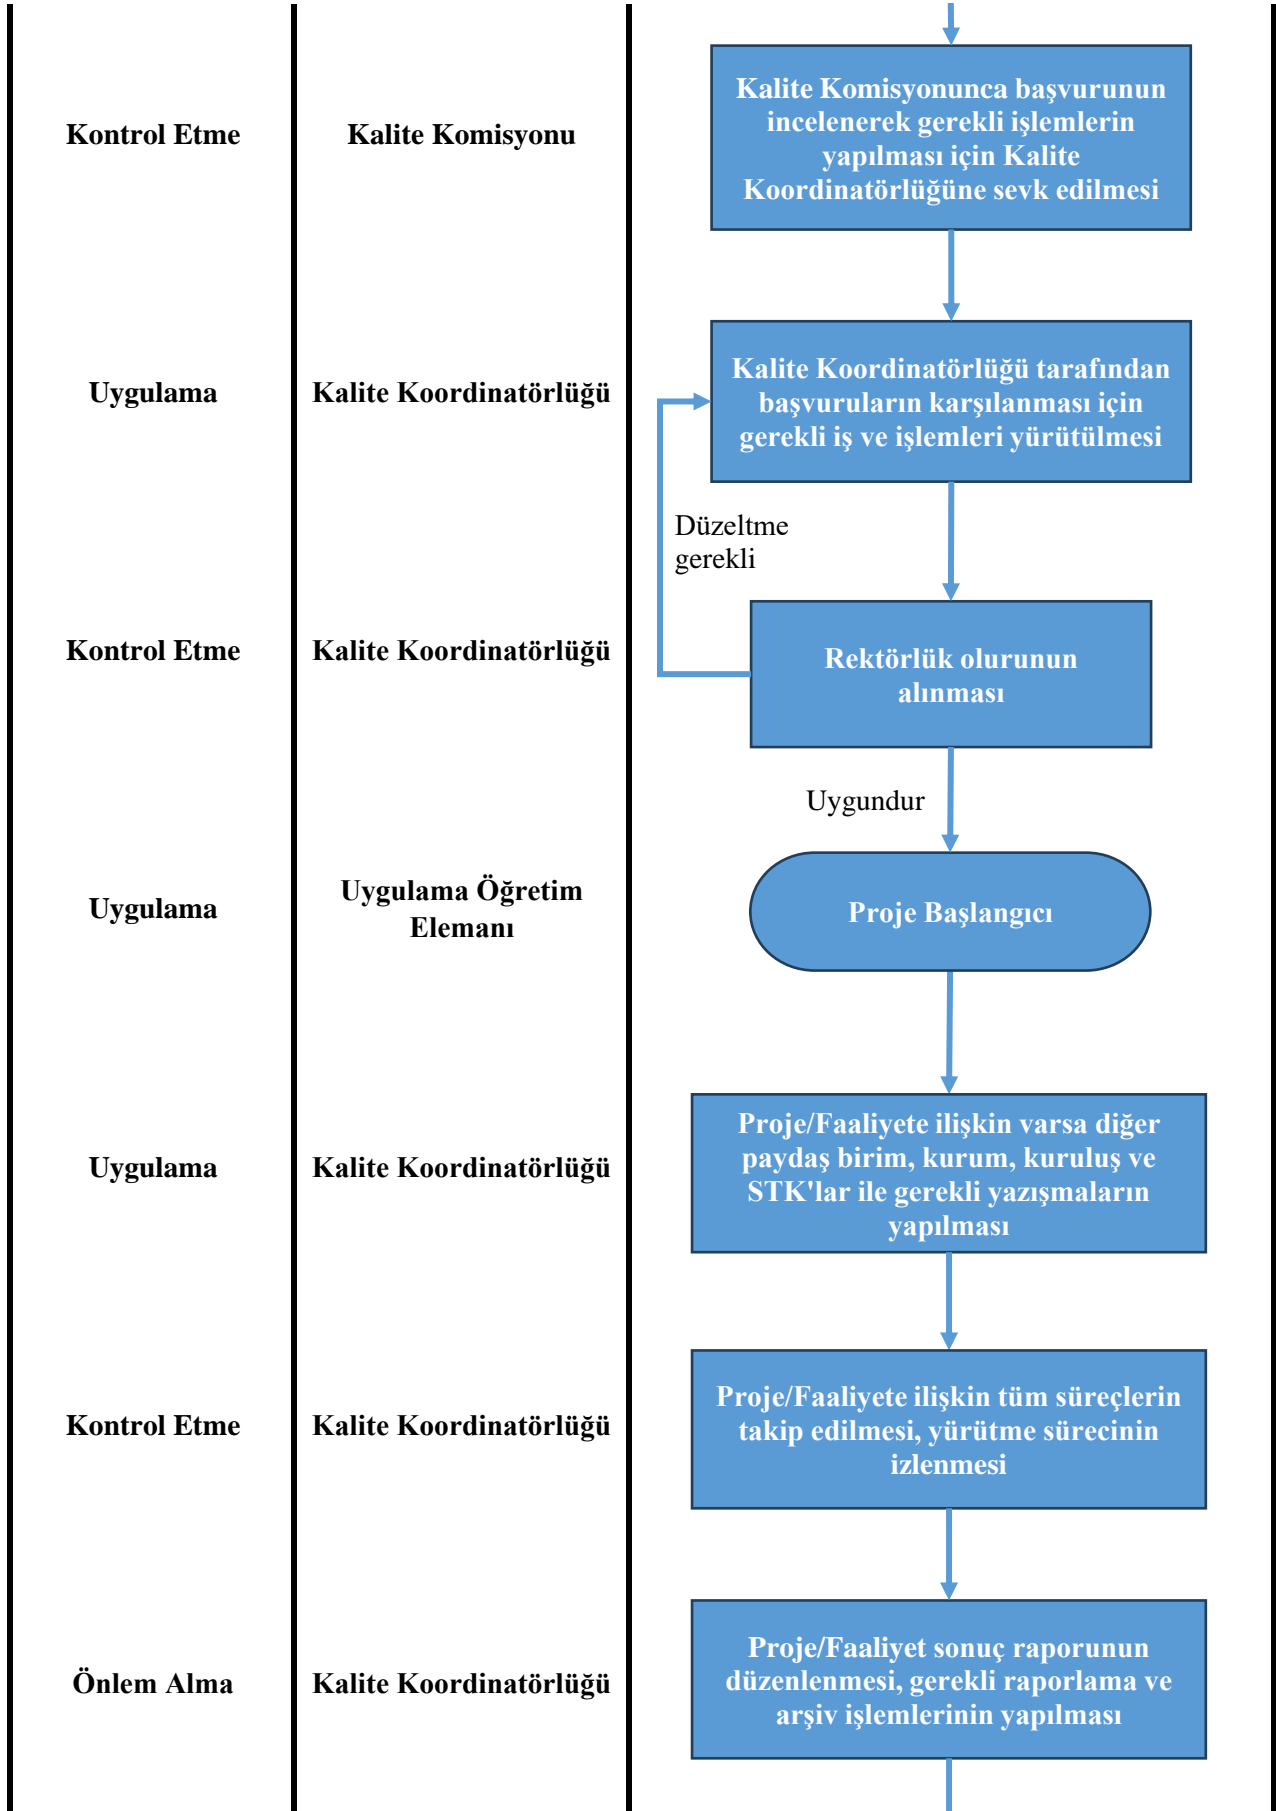 Kontrol Etme
Kalite Komisyonu
Kalite Komisyonunca başvurunun
incelenerek gerekli işlemlerin
yapılması için Kalite
Koordinatörlüğüne sevk edilmesi
Uygulama
Kalite Koordinatörlüğü
Kalite Koordinatörlüğü tarafından
başvuruların karşılanması için
gerekli iş ve işlemleri yürütülmesi
Düzeltme
gerekli
Kontrol Etme
Kalite Koordinatörlüğü
Rektörlük olurunun
alınması
Uygundur
Uygulama
Uygulama Öğretim
Elemanı
Proje Başlangıcı
Uygulama
Kalite Koordinatörlüğü
Proje/Faaliyete ilişkin varsa diğer
paydaş birim, kurum, kuruluş ve
STK'lar ile gerekli yazışmaların
yapılması
Kontrol Etme
Kalite Koordinatörlüğü
Proje/Faaliyete ilişkin tüm süreçlerin
takip edilmesi, yürütme sürecinin
izlenmesi
Önlem Alma
Kalite Koordinatörlüğü
Proje/Faaliyet sonuç raporunun
düzenlenmesi, gerekli raporlama ve
arşiv işlemlerinin yapılması